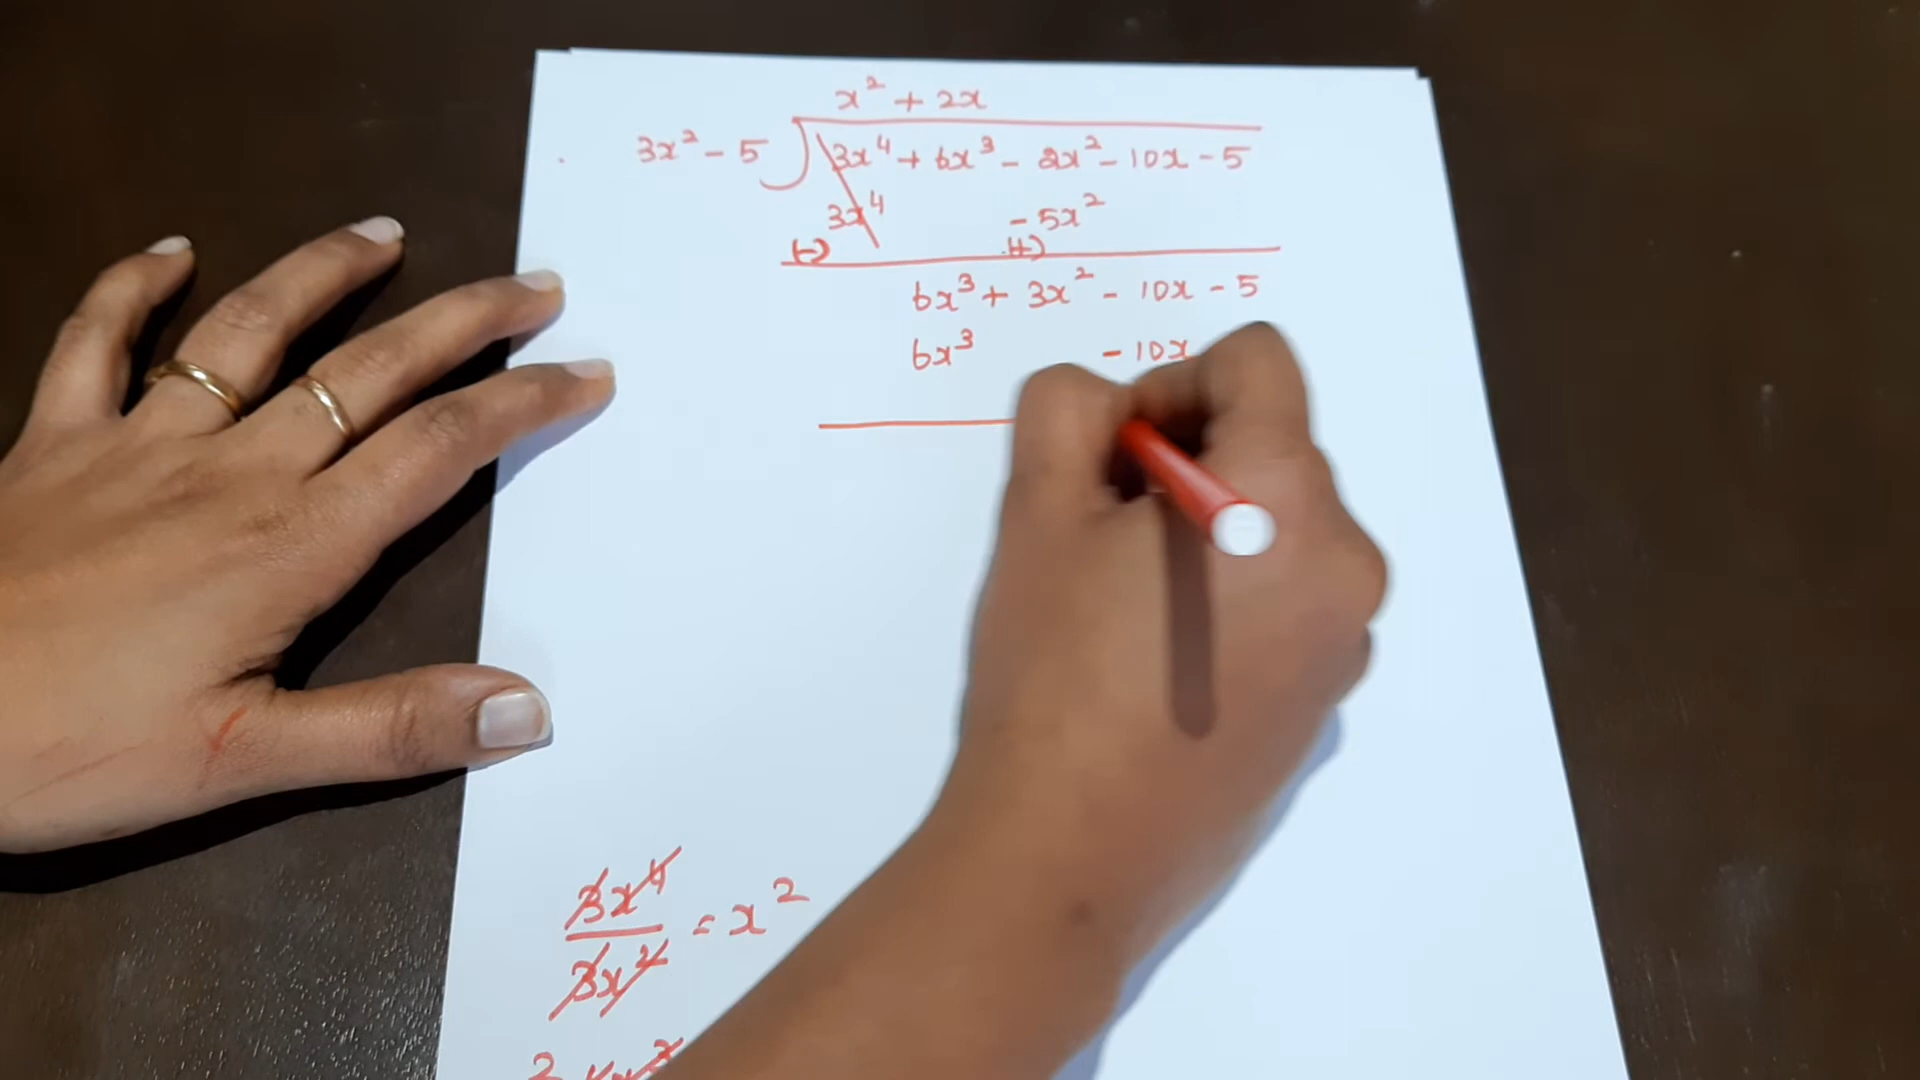 x² + 2x
3x² - 5 ) 3x⁴ + 6x³ - 2x² - 10x - 5
3x⁴ - 5x²
(-) (+)
6x³ + 3x² - 10x - 5
6x³ - 10x
3x⁴
— = x²
3x²